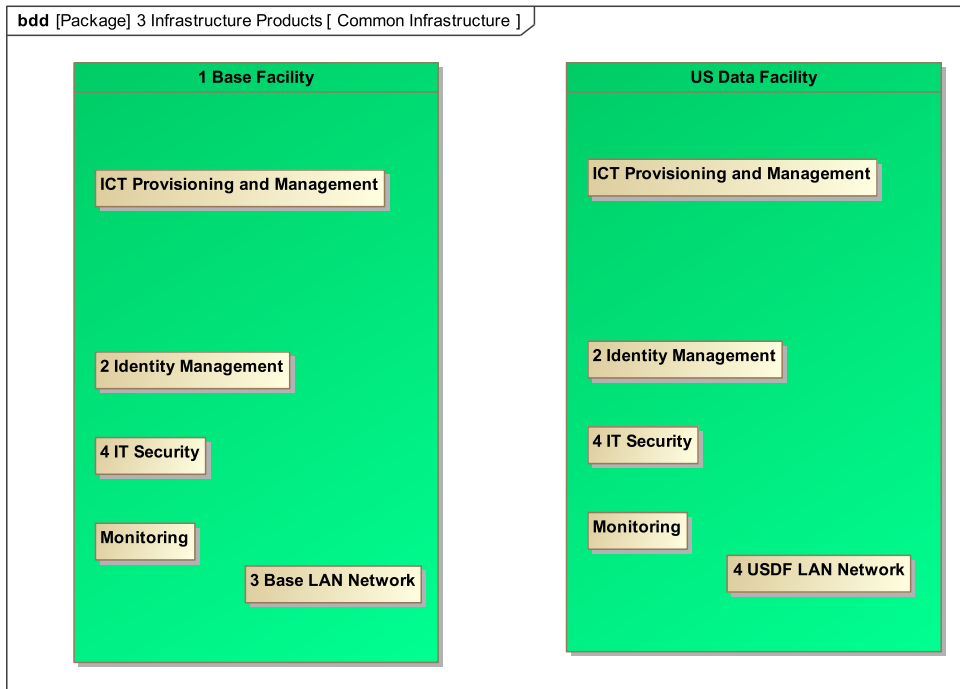 bdd [Package] 3 Infrastructure Products [ Common Infrastructure ]
1 Base Facility
ICT Provisioning and Management
2 Identity Management
4 IT Security
Monitoring
3 Base LAN Network
US Data Facility
ICT Provisioning and Management
2 Identity Management
4 IT Security
Monitoring
4 USDF LAN Network